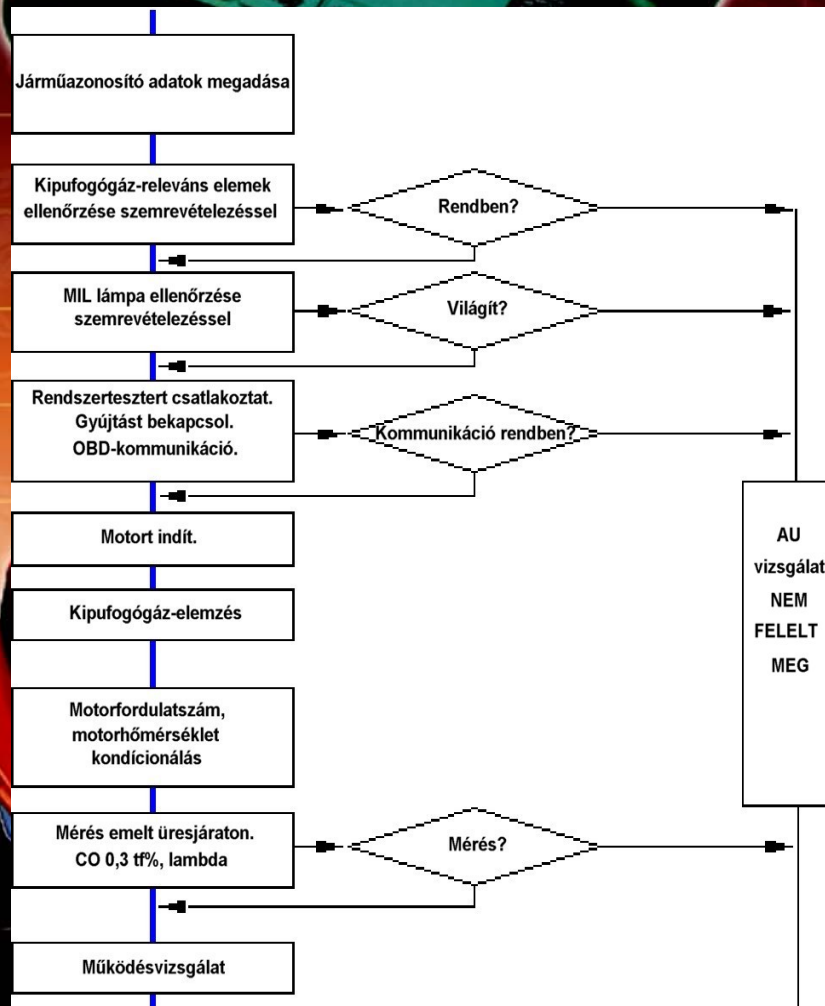 Járműazonosító adatok megadása
Kipufogógáz-releváns elemek
ellenőrzése szemrevételezéssel
Rendben?
MIL lámpa ellenőrzése
szemrevételezéssel
Világít?
Rendszertesztert csatlakoztat.
Gyújtást bekapcsol.
OBD-kommunikáció.
Kommunikáció rendben?
Motort indít.
Kipufogógáz-elemzés
Motorfordulatszám,
motorhőmérséklet
kondícionálás
Mérés emelt üresjáraton.
CO 0,3 tf%, lambda
Mérés?
Működésvizsgálat
AU
vizsgálat
NEM
FELELT
MEG